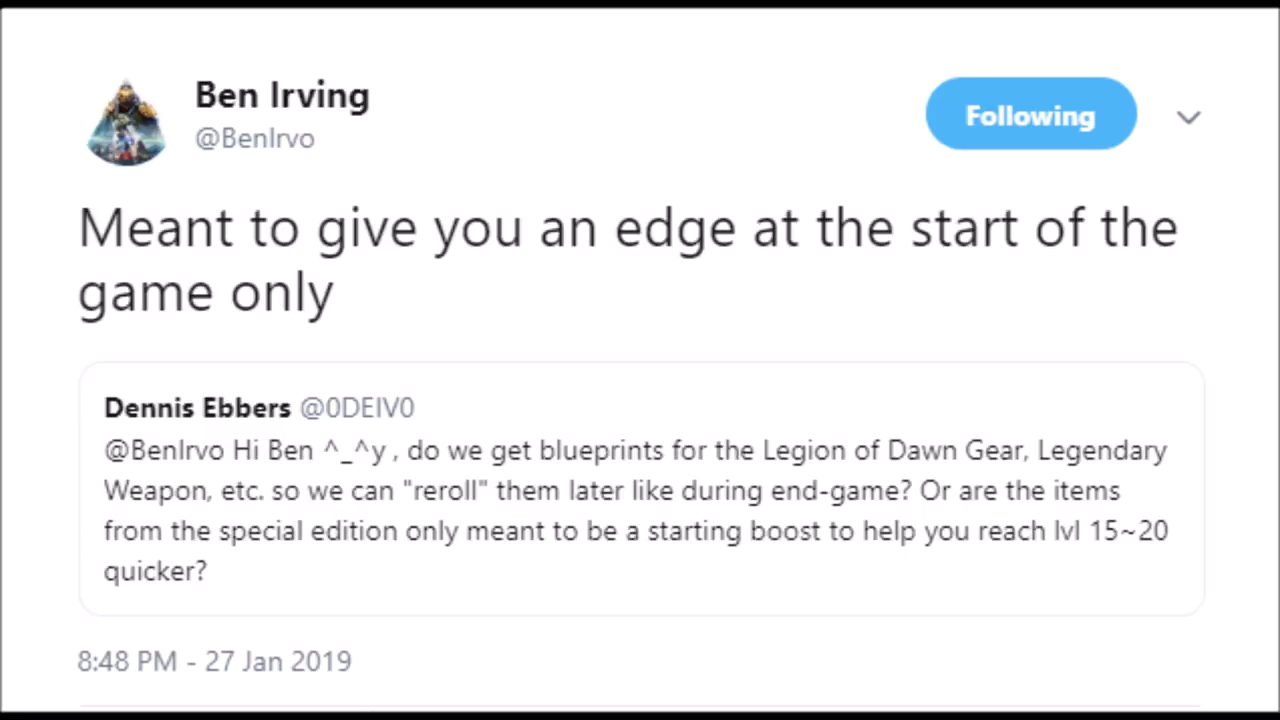 Ben Irving
@BenIrvo
Following
Meant to give you an edge at the start of the
game only
Dennis Ebbers @0DEIV0
@BenIrvo Hi Ben ^_^y , do we get blueprints for the Legion of Dawn Gear, Legendary
Weapon, etc. so we can "reroll" them later like during end-game? Or are the items
from the special edition only meant to be a starting boost to help you reach lvl 15~20
quicker?
8:48 PM - 27 Jan 2019